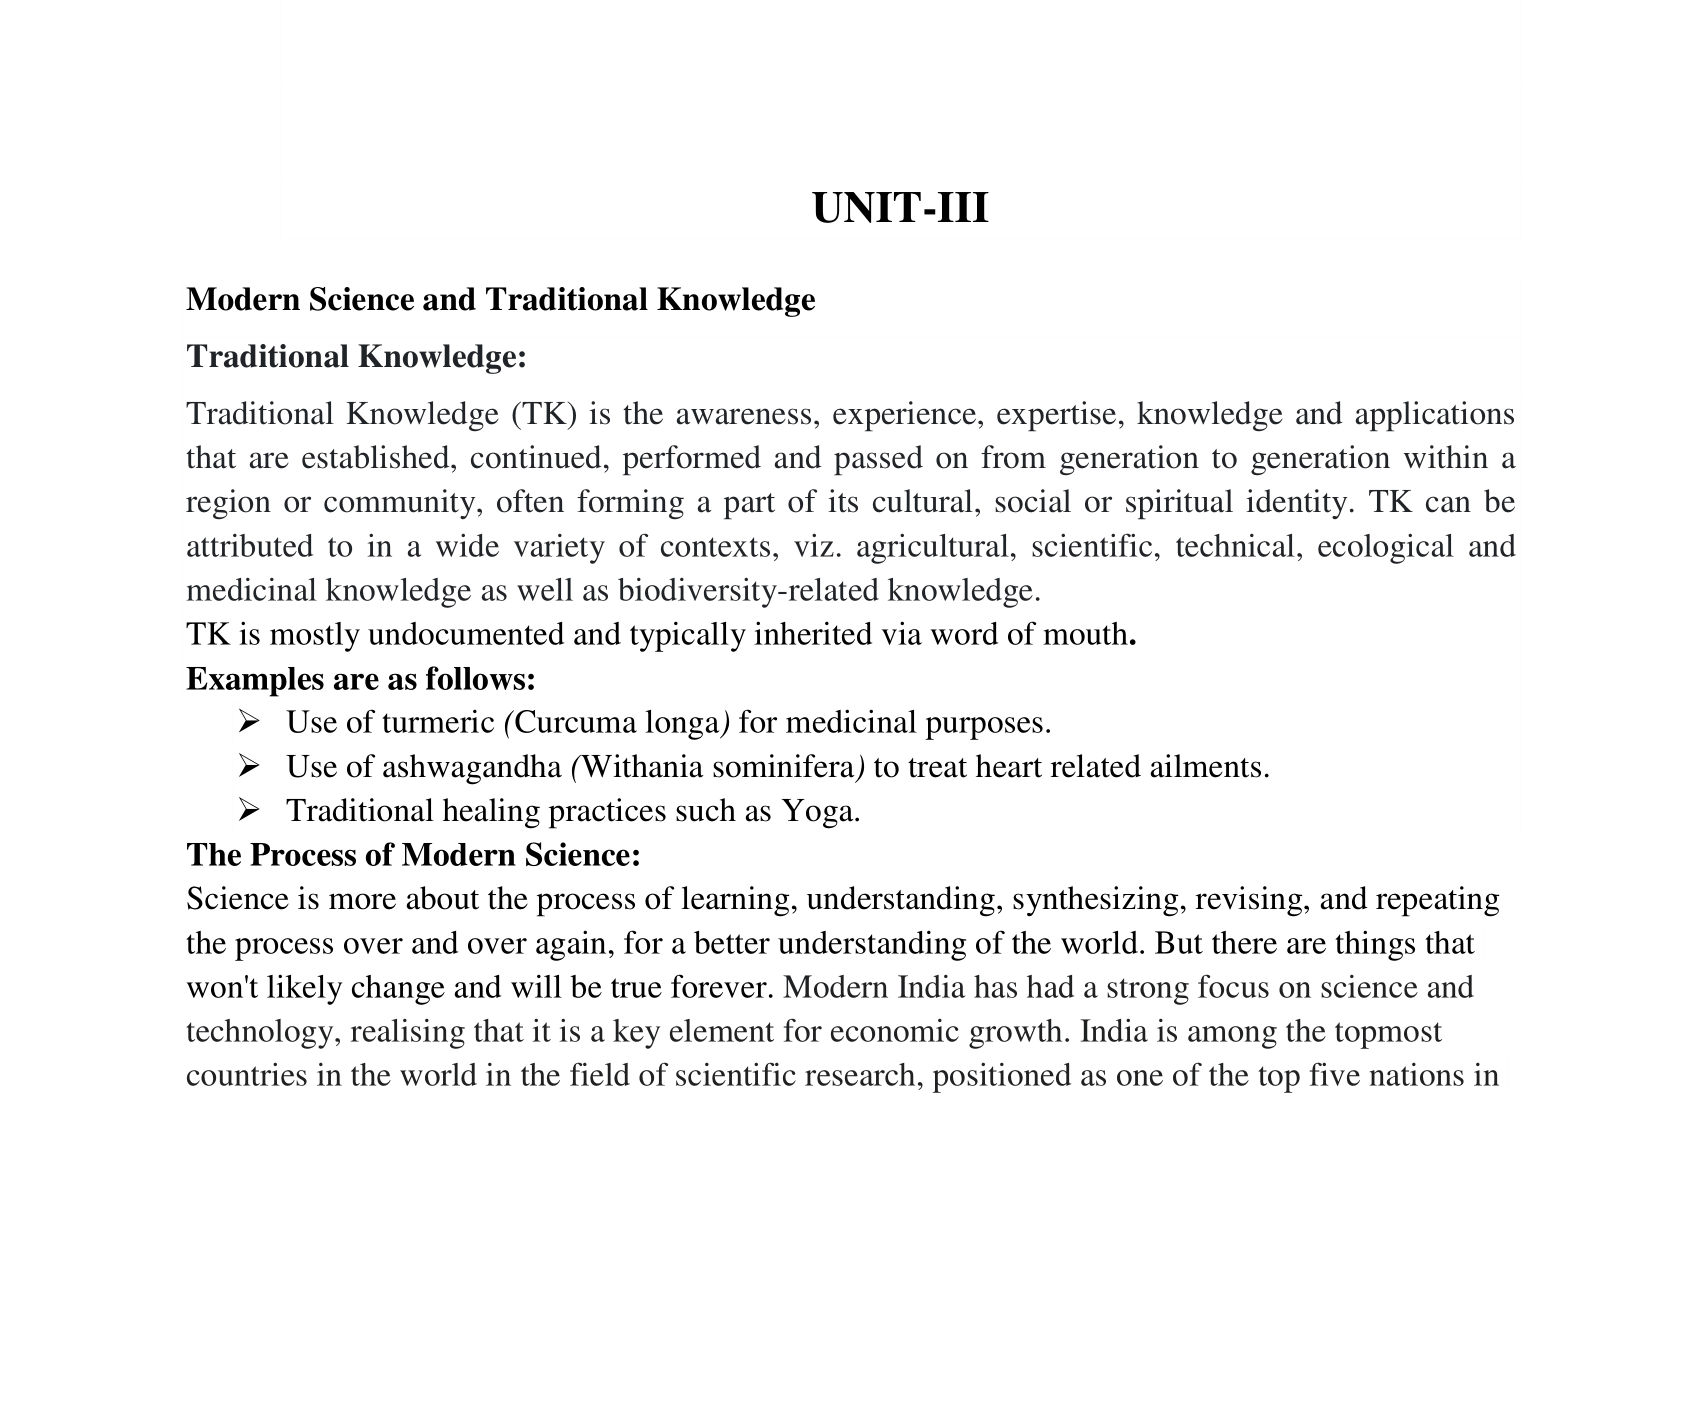 UNIT-III
Modern Science and Traditional Knowledge
Traditional Knowledge:
Traditional Knowledge (TK) is the awareness, experience, expertise, knowledge and applications
that are established, continued, performed and passed on from generation to generation within a
region or community, often forming a part of its cultural, social or spiritual identity. TK can be
attributed to in a wide variety of contexts, viz. agricultural, scientific, technical, ecological and
medicinal knowledge as well as biodiversity-related knowledge.
TK is mostly undocumented and typically inherited via word of mouth.
Examples are as follows:
➢ Use of turmeric (Curcuma longa) for medicinal purposes.
➢ Use of ashwagandha (Withania sominifera) to treat heart related ailments.
➢ Traditional healing practices such as Yoga.
The Process of Modern Science:
Science is more about the process of learning, understanding, synthesizing, revising, and repeating
the process over and over again, for a better understanding of the world. But there are things that
won't likely change and will be true forever. Modern India has had a strong focus on science and
technology, realising that it is a key element for economic growth. India is among the topmost
countries in the world in the field of scientific research, positioned as one of the top five nations in